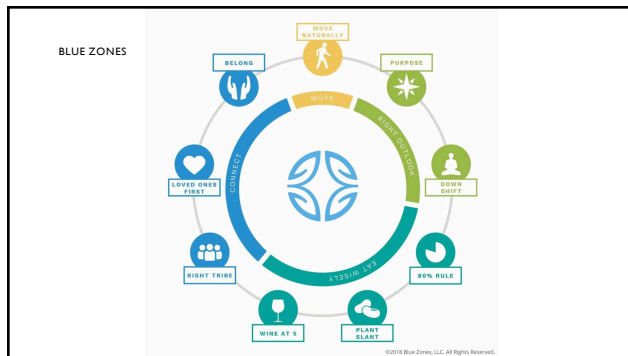 BLUE ZONES
MOVE
NATURALLY
PURPOSE
DOWN
SHIFT
80% RULE
PLANT
SLANT
WINE AT 5
RIGHT TRIBE
LOVED ONES
FIRST
BELONG
MOVE
RIGHT OUTLOOK
EAT WISELY
CONNECT
©2018 Blue Zones, LLC. All Rights Reserved.